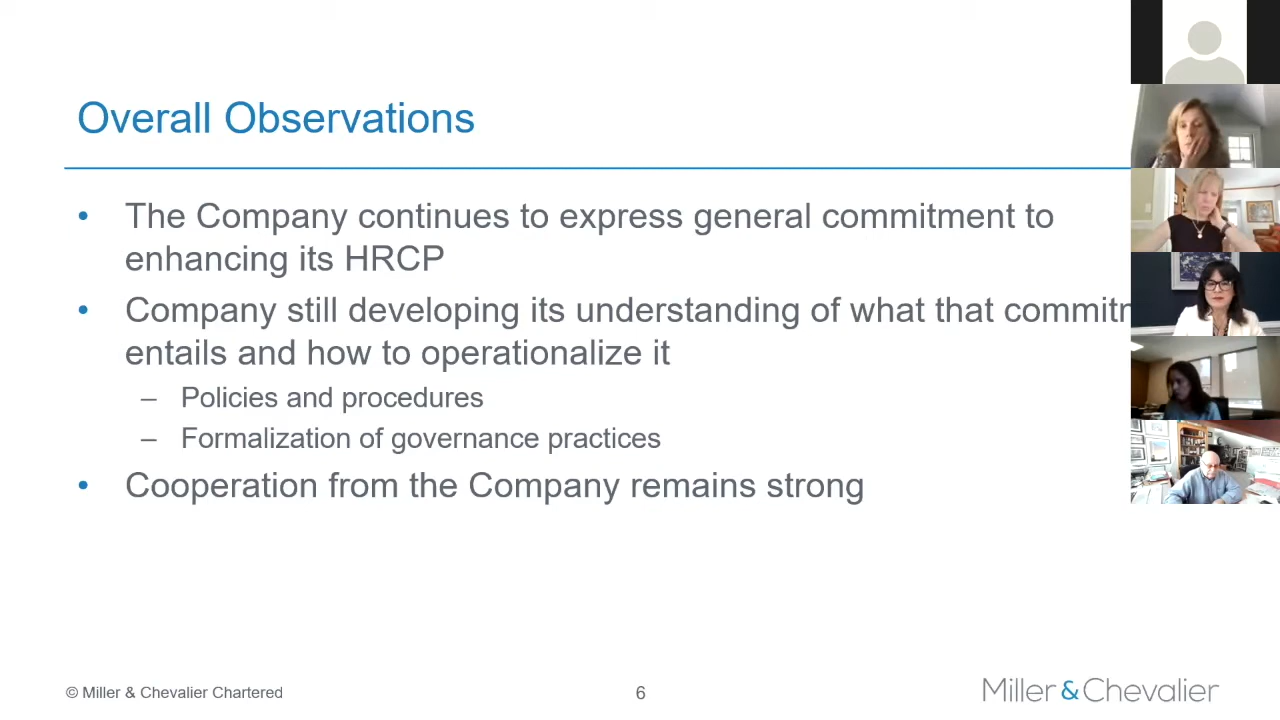 Overall Observations
• The Company continues to express general commitment to
enhancing its HRCP
• Company still developing its understanding of what that
entails and how to operationalize it
– Policies and procedures
– Formalization of governance practices
• Cooperation from the Company remains strong
© Miller & Chevalier Chartered
6
Miller&Chevalier